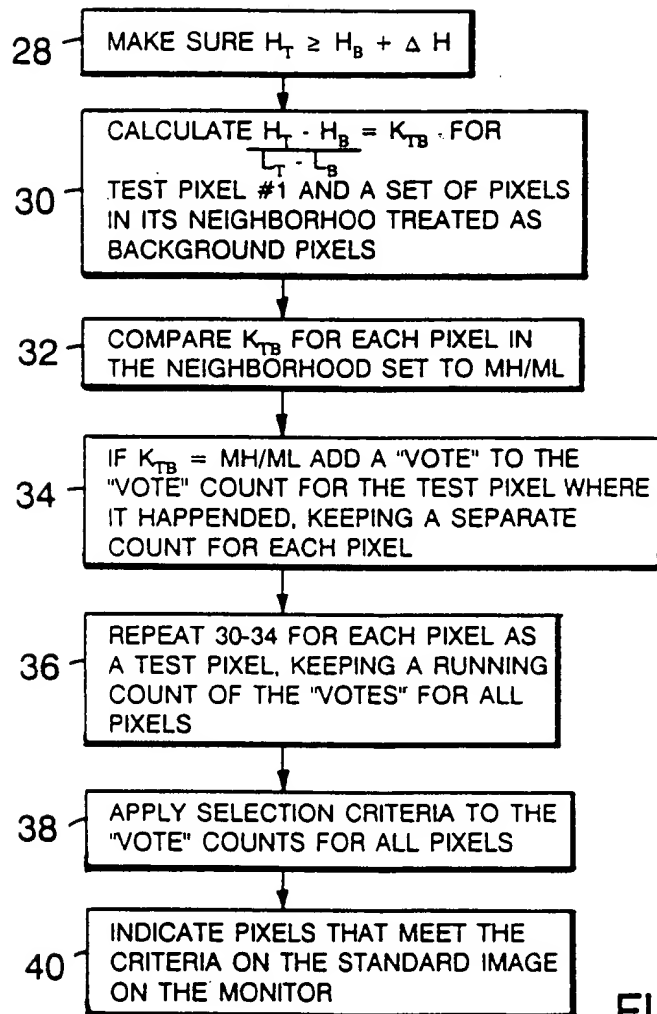 28
MAKE SURE H_T ≥ H_B + Δ H
30
CALCULATE H_T - H_B = K_TB FOR
L_T - L_B
TEST PIXEL #1 AND A SET OF PIXELS
IN ITS NEIGHBORHOO TREATED AS
BACKGROUND PIXELS
32
COMPARE K_TB FOR EACH PIXEL IN
THE NEIGHBORHOOD SET TO MH/ML
34
IF K_TB = MH/ML ADD A "VOTE" TO THE
"VOTE" COUNT FOR THE TEST PIXEL WHERE
IT HAPPENDED, KEEPING A SEPARATE
COUNT FOR EACH PIXEL
36
REPEAT 30-34 FOR EACH PIXEL AS
A TEST PIXEL, KEEPING A RUNNING
COUNT OF THE "VOTES" FOR ALL
PIXELS
38
APPLY SELECTION CRITERIA TO THE
"VOTE" COUNTS FOR ALL PIXELS
40
INDICATE PIXELS THAT MEET THE
CRITERIA ON THE STANDARD IMAGE
ON THE MONITOR